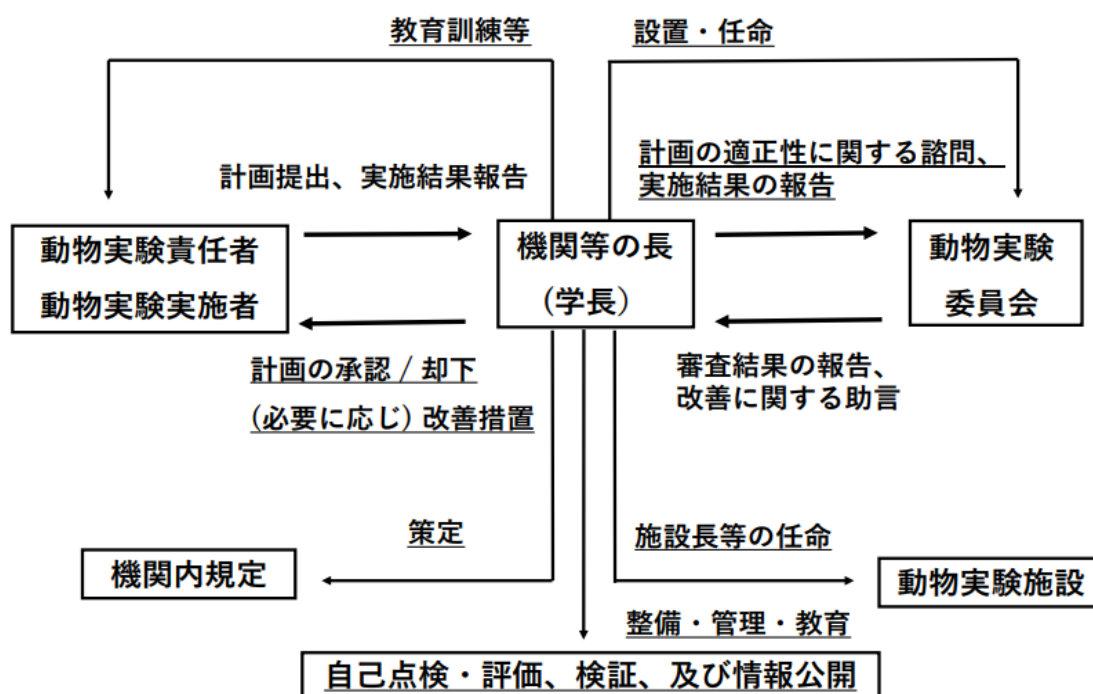 教育訓練等
設置・任命
計画提出、実施結果報告
計画の適正性に関する諮問、
実施結果の報告
動物実験責任者
動物実験実施者
機関等の長
(学長)
動物実験
委員会
計画の承認 / 却下
(必要に応じ) 改善措置
審査結果の報告、
改善に関する助言
策定
施設長等の任命
機関内規定
動物実験施設
整備・管理・教育
自己点検・評価、検証、及び情報公開